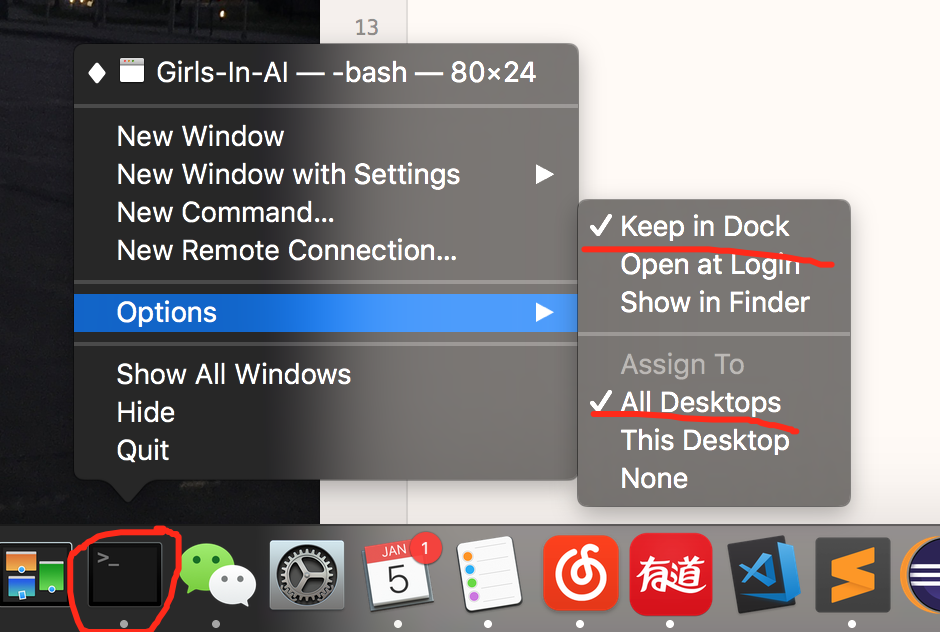 13
Girls-In-AI — -bash — 80×24
New Window
New Window with Settings
New Command...
New Remote Connection...
Options
Show All Windows
Hide
Quit
Keep in Dock
Open at Login
Show in Finder
Assign To
All Desktops
This Desktop
None
>_
JAN
1
5
有道